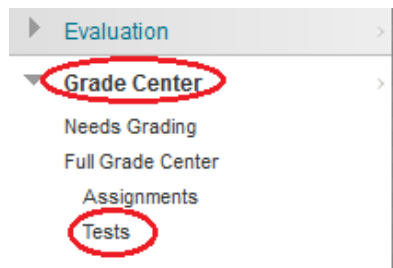 Evaluation
Grade Center
Needs Grading
Full Grade Center
Assignments
Tests